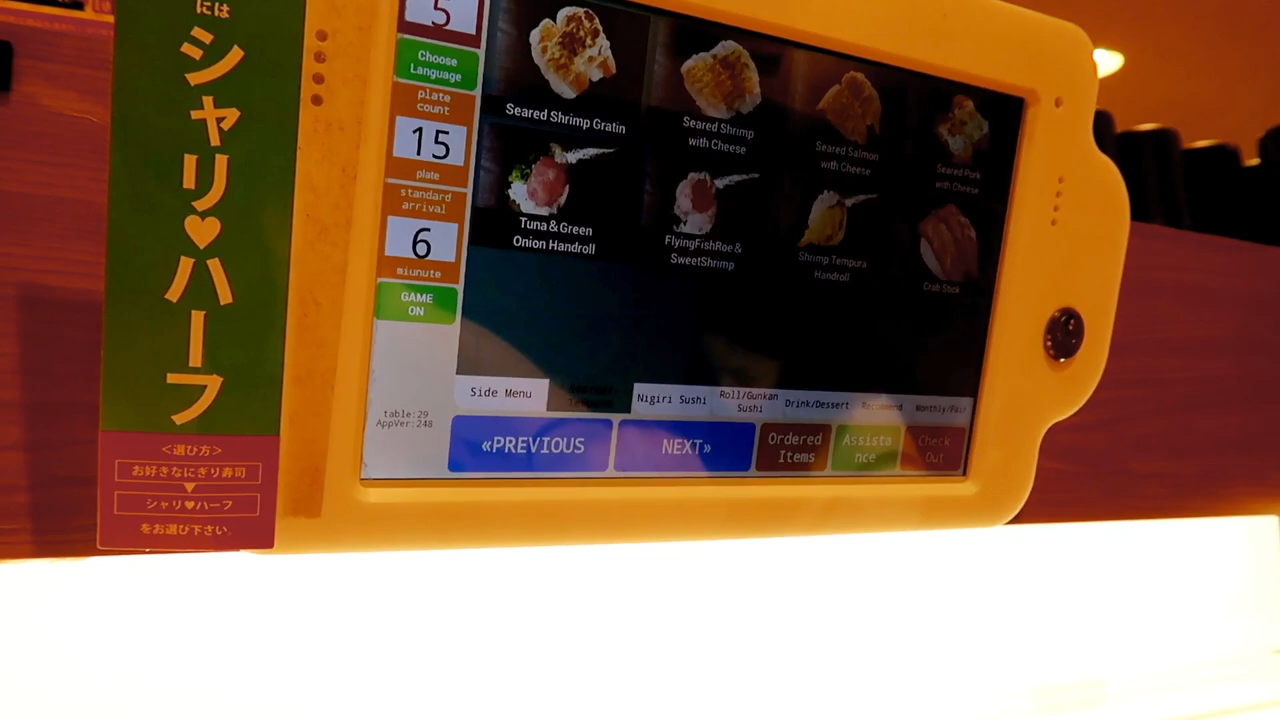 には
シャリ♥ハーフ
＜選び方＞
お好きなにぎり寿司
▼
シャリ♥ハーフ
をお選び下さい。
5
Choose
Language
plate
count
15
plate
standard
arrival
6
miunute
GAME
ON
table:29
AppVer:248
Seared Shrimp Gratin
Seared Shrimp
with Cheese
Seared Salmon
with Cheese
Seared Pork
with Cheese
Tuna & Green
Onion Handroll
FlyingFishRoe &
SweetShrimp
Shrimp Tempura
Handroll
Crab Stick
Side Menu
Nigiri Sushi
Roll/Gunkan
Sushi
Drink/Dessert
Recommend
Monthly/Fair
«PREVIOUS
NEXT»
Ordered
Items
Assista
nce
Check
Out